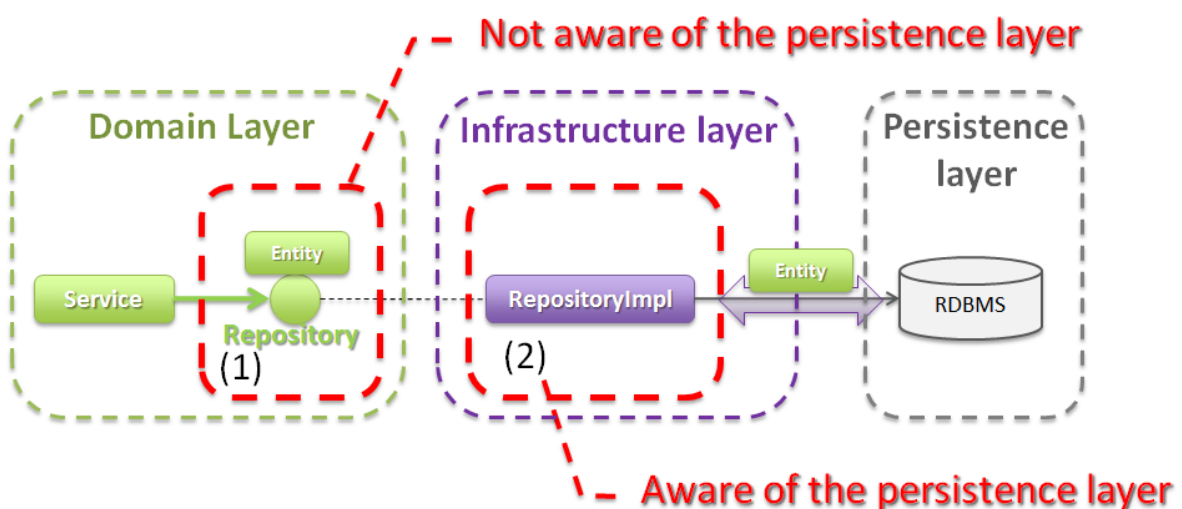 Not aware of the persistence layer
Domain Layer
Infrastructure layer
Persistence
layer
Entity
Service
Repository
(1)
RepositoryImpl
(2)
Entity
RDBMS
Aware of the persistence layer